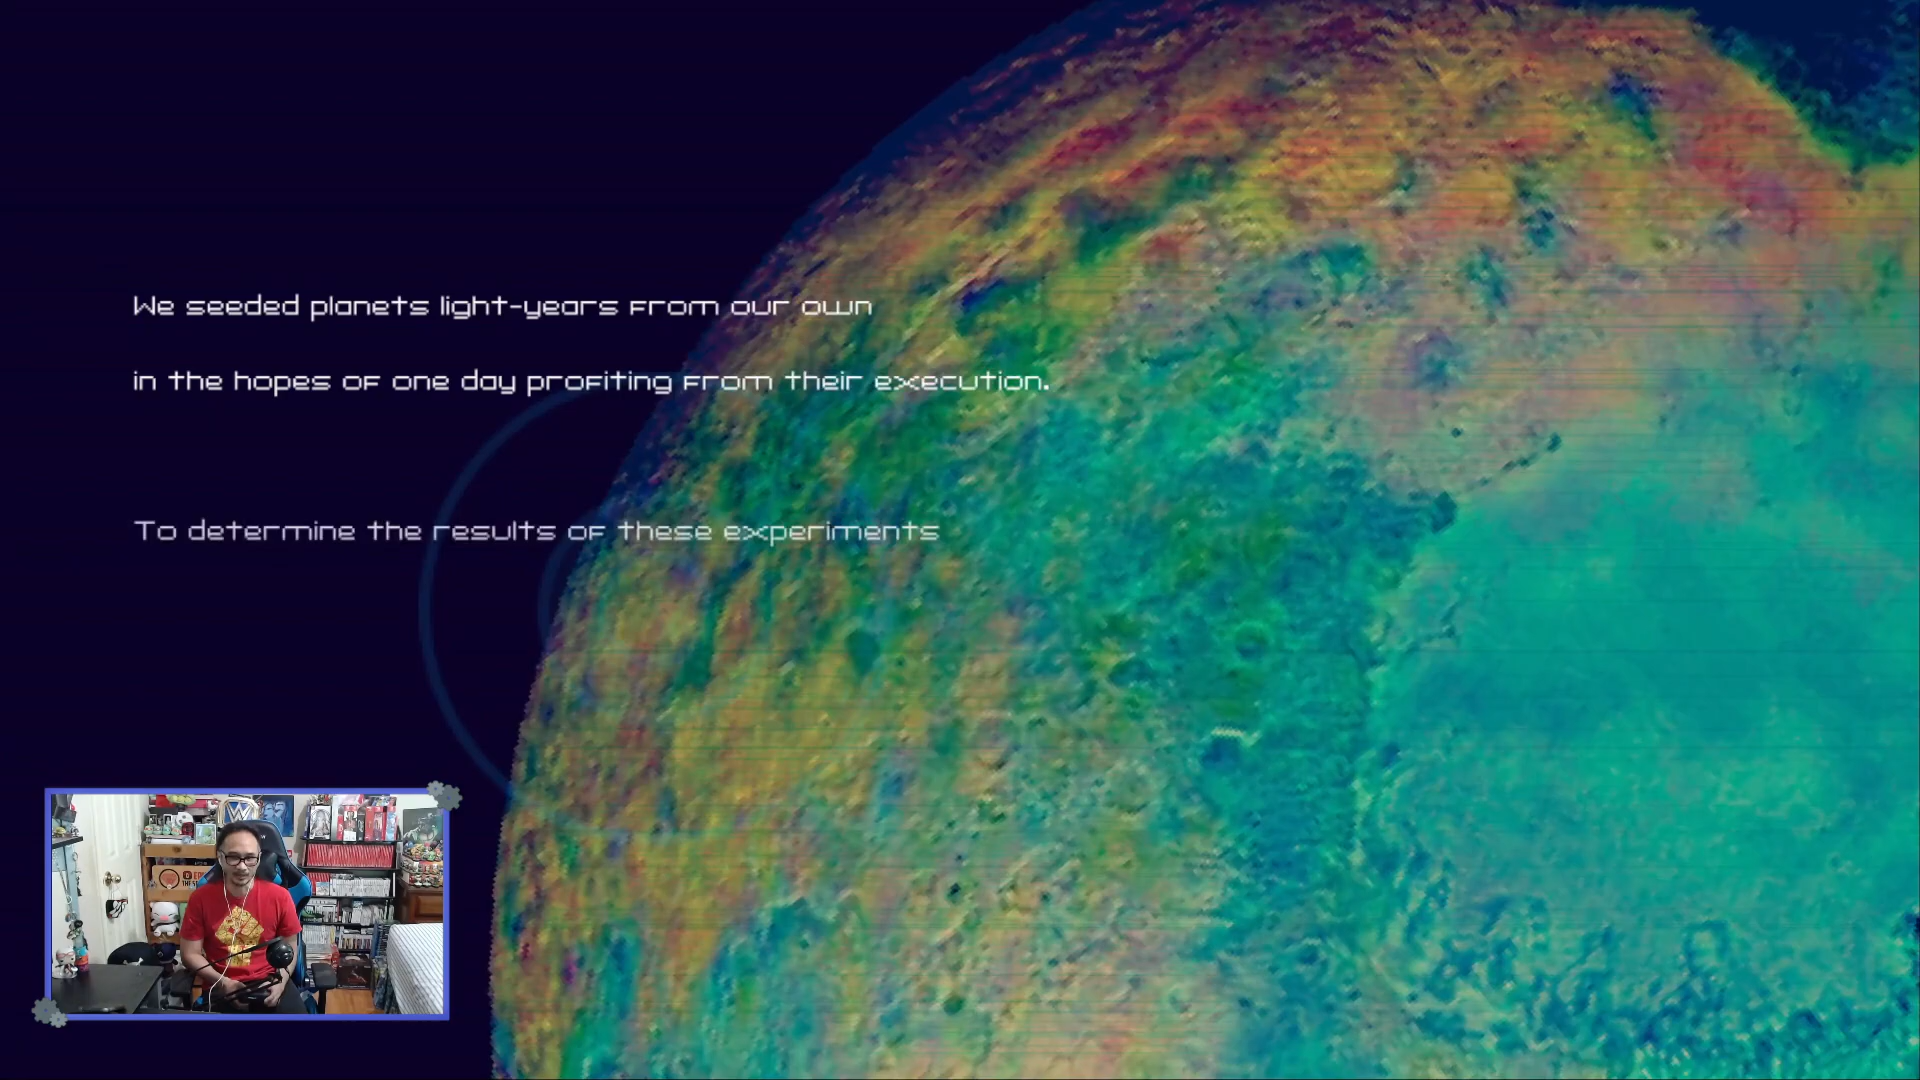 We seeded planets light-years from our own
in the hopes of one day profiting from their execution.
To determine the results of these experiments